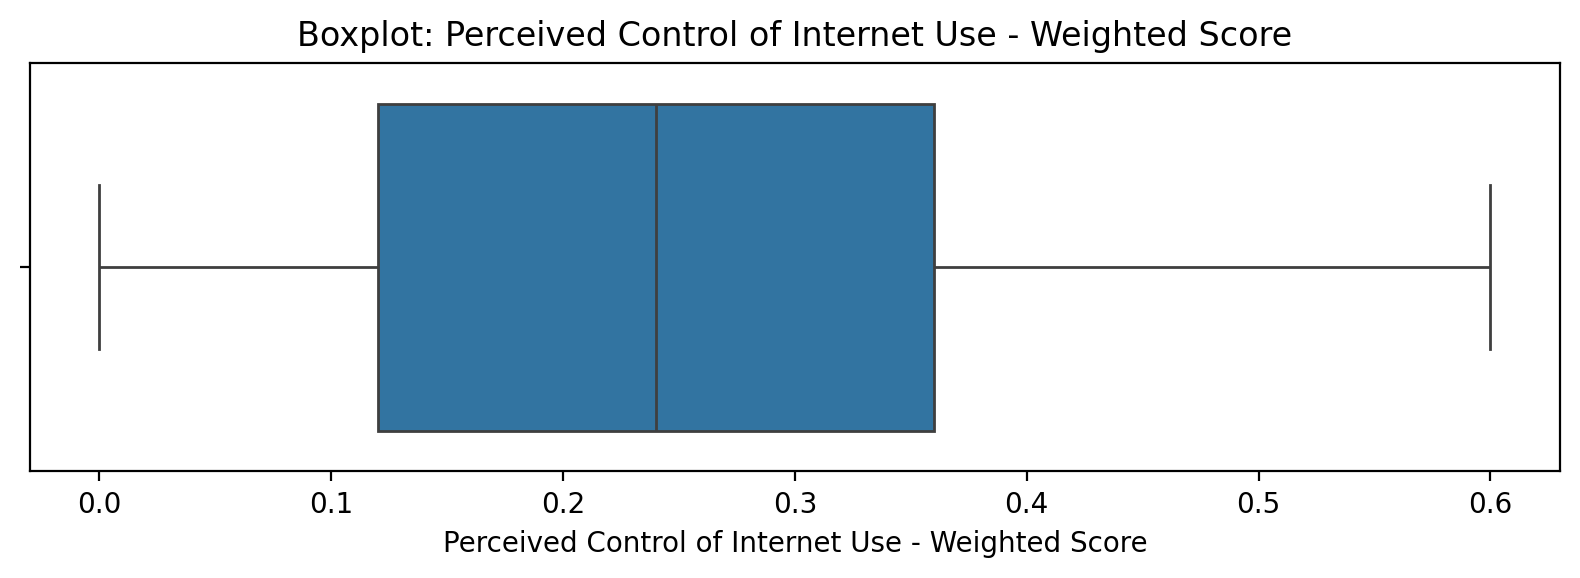 Boxplot: Perceived Control of Internet Use - Weighted Score
0.0 0.1 0.2 0.3 0.4 0.5 0.6
Perceived Control of Internet Use - Weighted Score